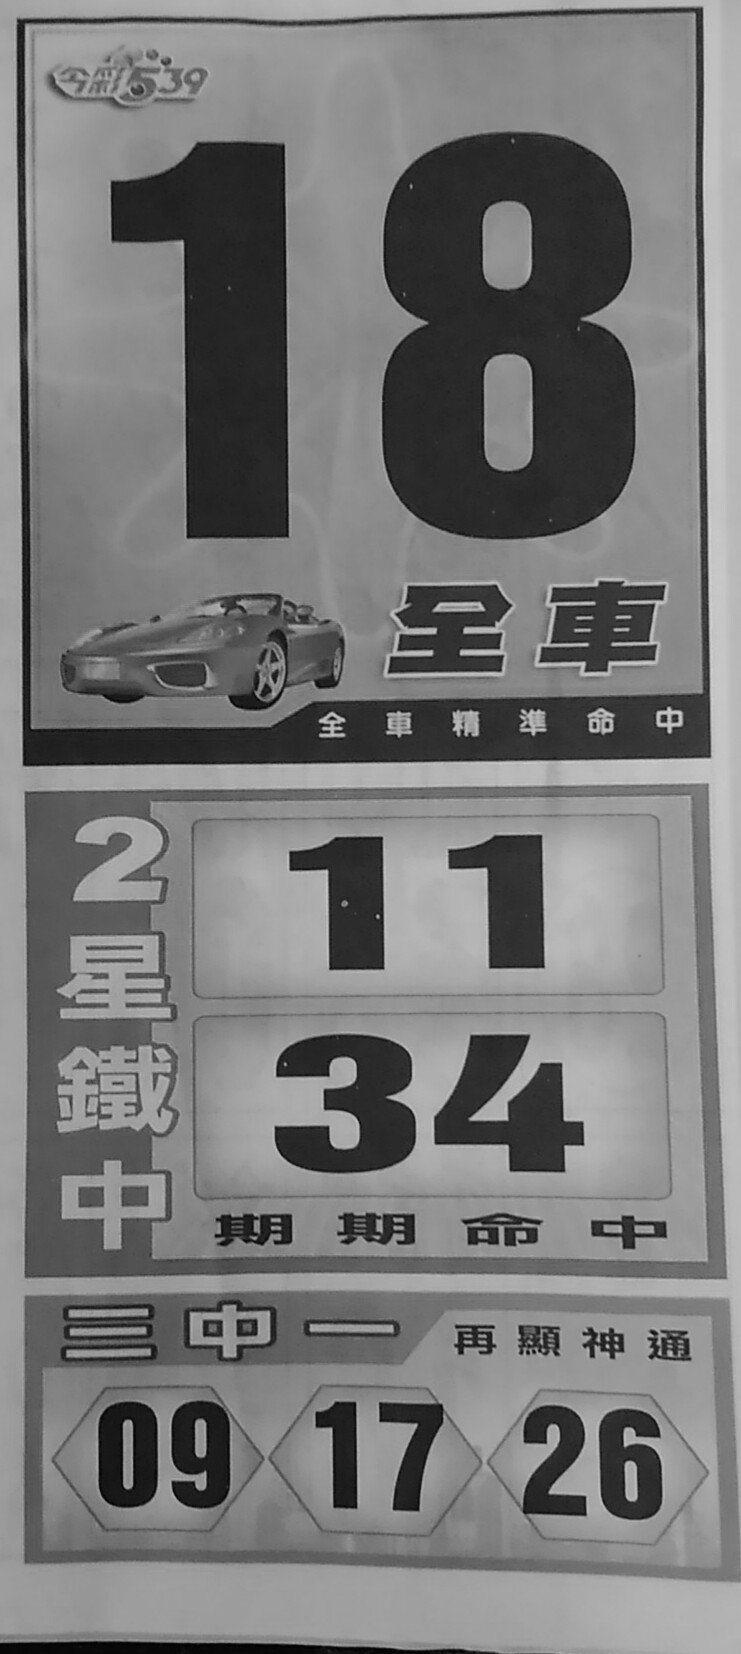 今彩539
18
全車
全車精準命中
2星鐵中
11
34
期期命中
三中一
再顯神通
09 17 26